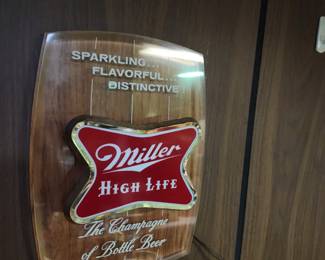 SPARKLING...
FLAVORFUL...
DISTINCTIVE
Miller
HIGH LIFE
The Champagne
of Bottle Beer